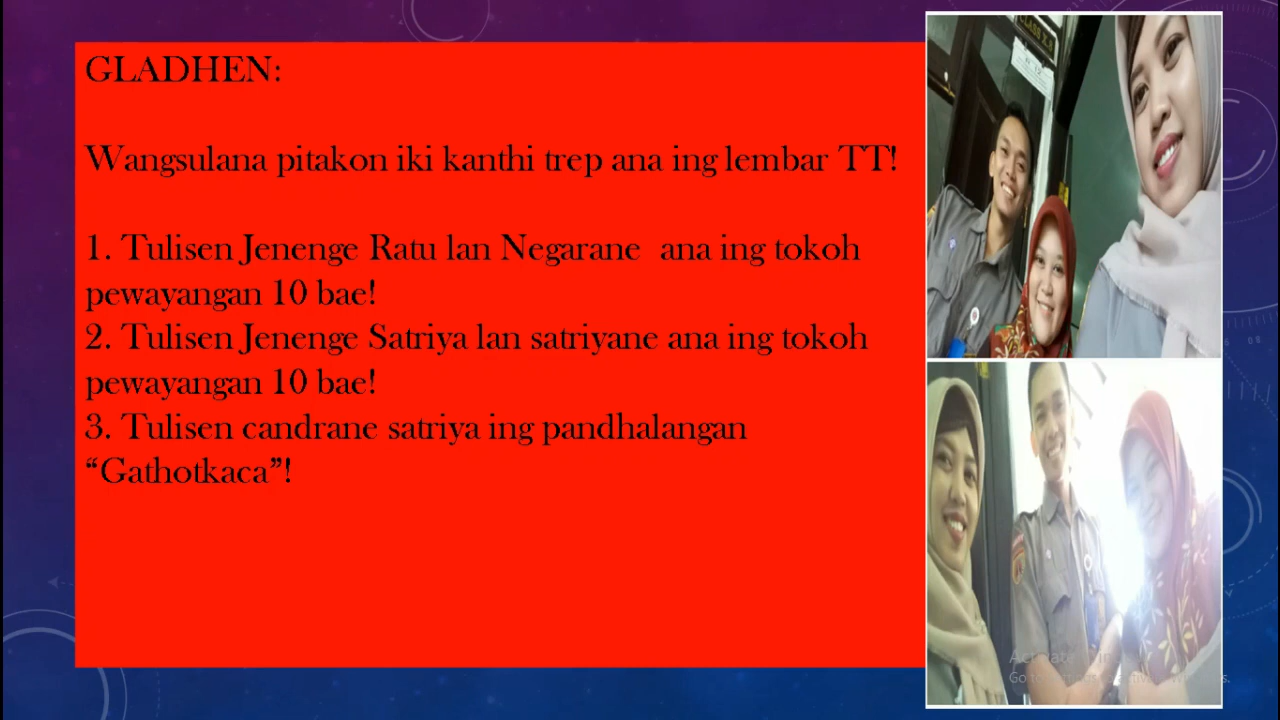 GLADHEN:
Wangsulana pitakon iki kanthi trep ana ing lembar TT!
1. Tulisen Jenenge Ratu lan Negarane ana ing tokoh
pewayangan 10 bae!
2. Tulisen Jenenge Satriya lan satriyane ana ing tokoh
pewayangan 10 bae!
3. Tulisen candrane satriya ing pandhalangan
“Gathotkaca”!